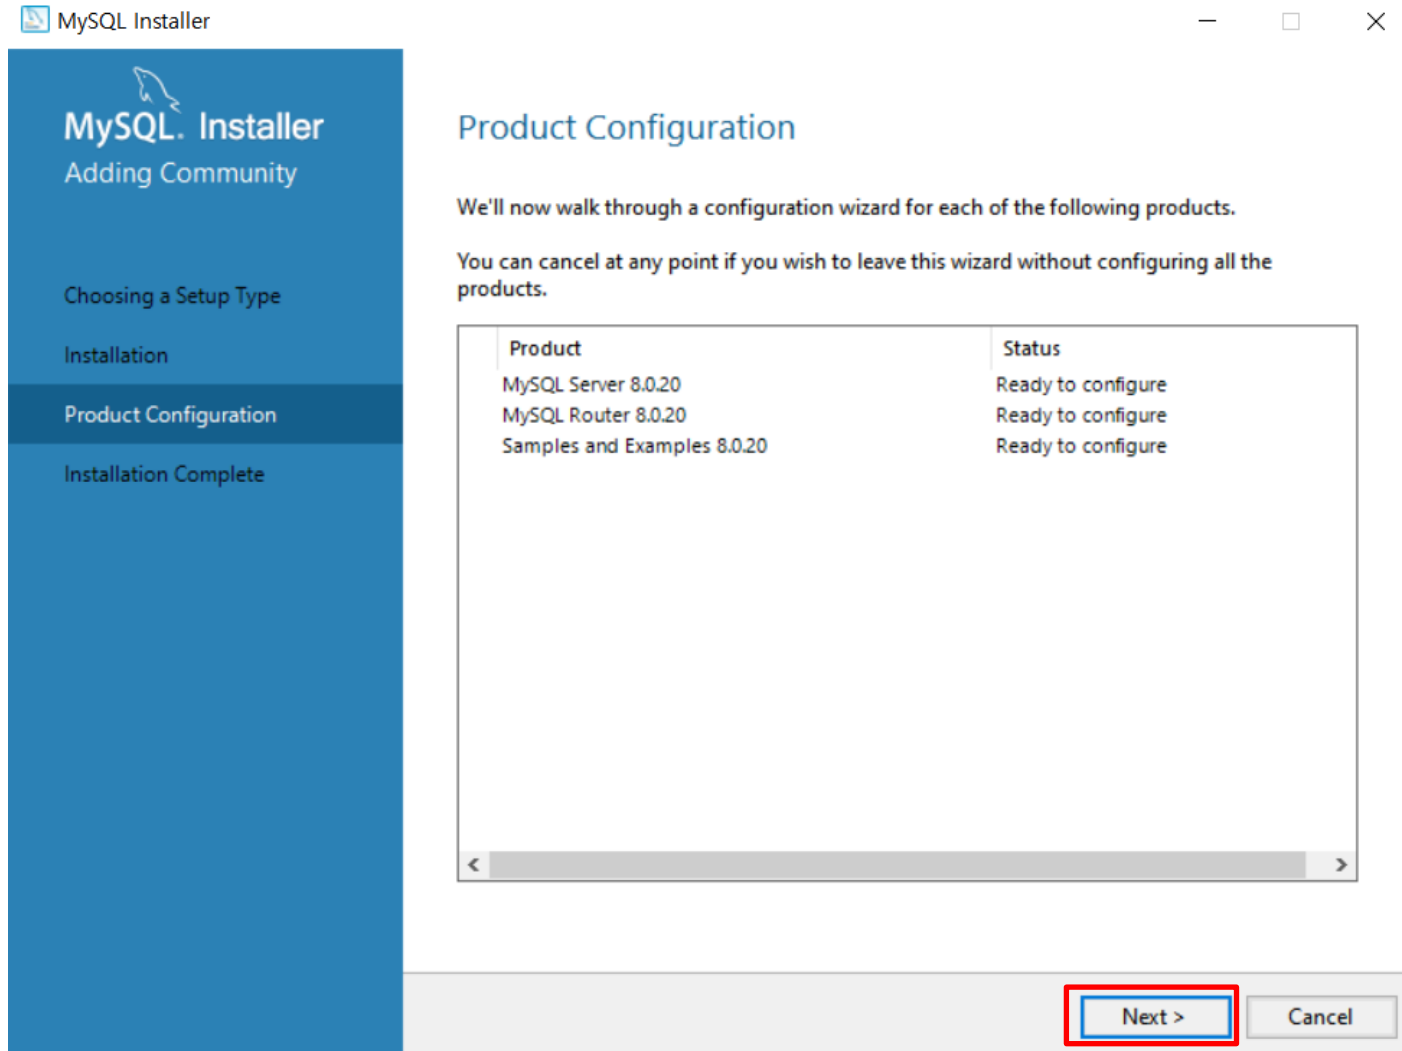 MySQL Installer
MySQL. Installer
Adding Community
Choosing a Setup Type
Installation
Product Configuration
Installation Complete
Product Configuration
We'll now walk through a configuration wizard for each of the following products.
You can cancel at any point if you wish to leave this wizard without configuring all the
products.
Product Status
MySQL Server 8.0.20 Ready to configure
MySQL Router 8.0.20 Ready to configure
Samples and Examples 8.0.20 Ready to configure
Next > Cancel